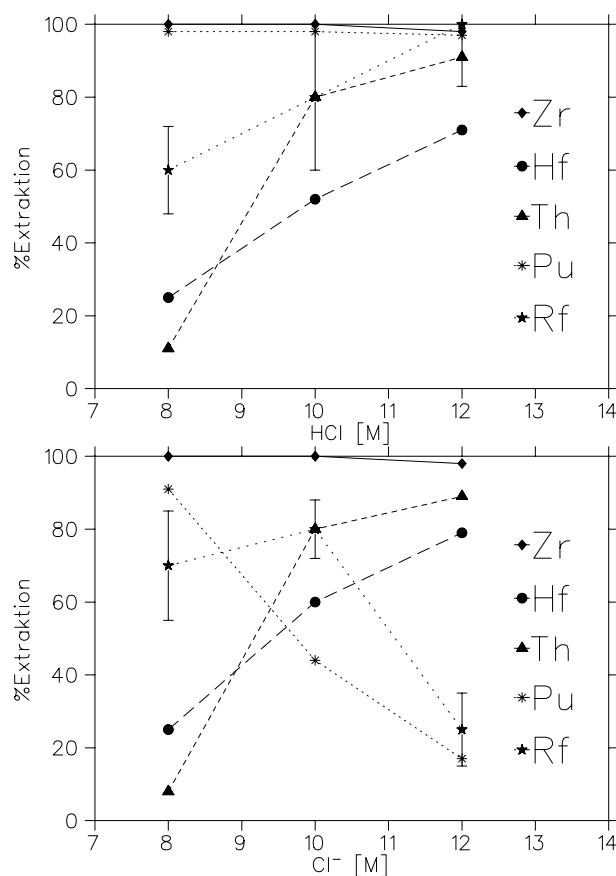 100
80
60
40
20
0
%Extraktion
Zr
Hf
Th
Pu
Rf
7 8 9 10 11 12 13 14
HCl [M]
100
80
60
40
20
0
%Extraktion
Zr
Hf
Th
Pu
Rf
7 8 9 10 11 12 13 14
Cl⁻ [M]